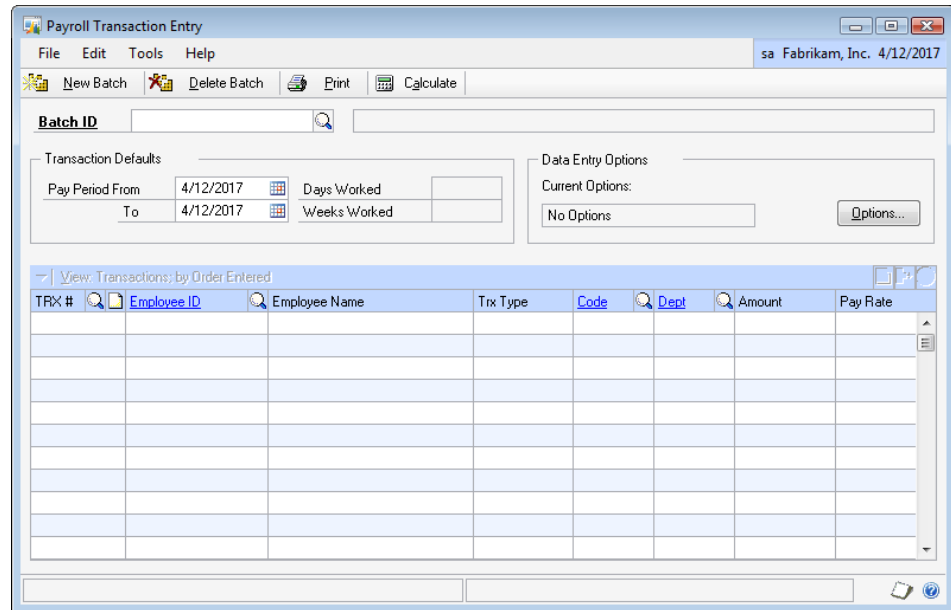 Payroll Transaction Entry
File Edit Tools Help sa Fabrikam, Inc. 4/12/2017
New Batch Delete Batch Print Calculate
Batch ID
Transaction Defaults Data Entry Options
Pay Period From 4/12/2017 Days Worked Current Options:
To 4/12/2017 Weeks Worked No Options Options...
View: Transactions; by Order Entered
TRX # Employee ID Employee Name Trx Type Code Dept Amount Pay Rate